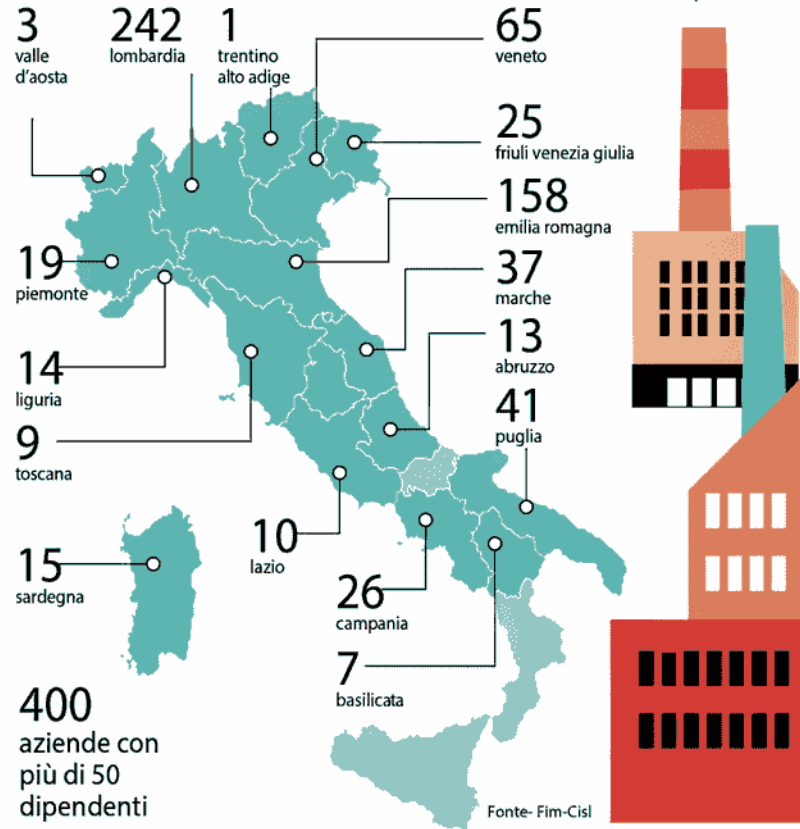 3
valle
d'aosta
242
lombardia
1
trentino
alto adige
65
veneto
25
friuli venezia giulia
158
emilia romagna
19
piemonte
37
marche
14
liguria
13
abruzzo
41
puglia
9
toscana
10
lazio
15
sardegna
26
campania
7
basilicata
400
aziende con
più di 50
dipendenti
Fonte- Fim-Cisl